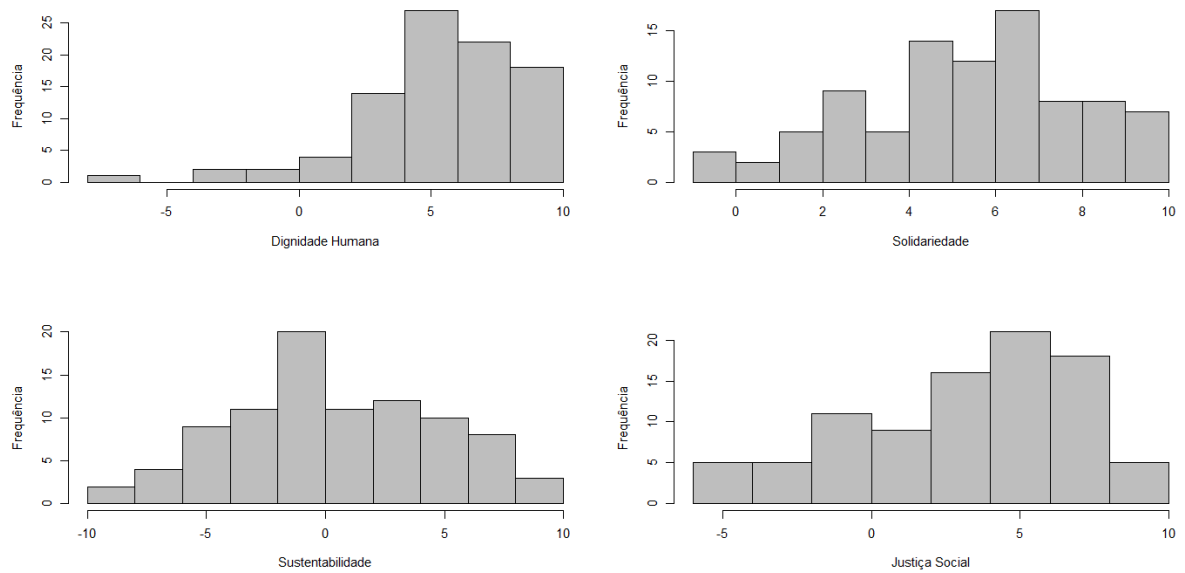 Frequência
0 5 10 15 20 25
-5 0 5 10
Dignidade Humana
Frequência
0 5 10 15
0 2 4 6 8 10
Solidariedade
Frequência
0 5 10 15 20
-10 -5 0 5 10
Sustentabilidade
Frequência
0 5 10 15 20
-5 0 5 10
Justiça Social